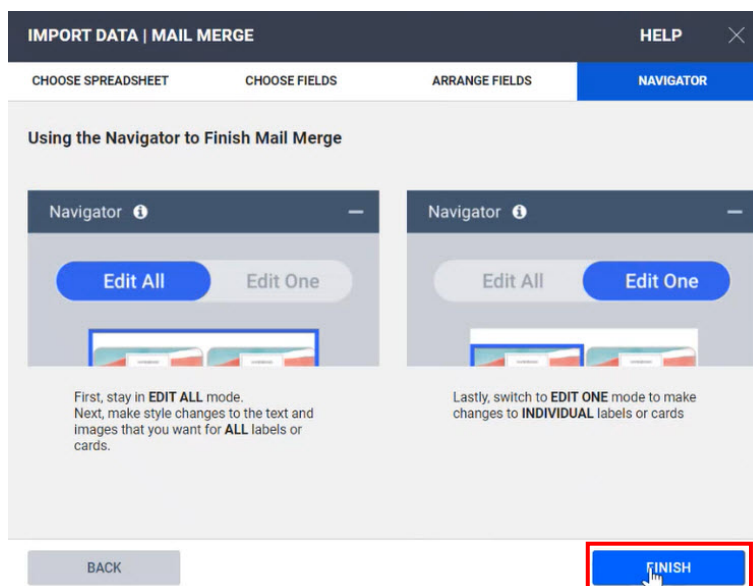 IMPORT DATA | MAIL MERGE
HELP
CHOOSE SPREADSHEET
CHOOSE FIELDS
ARRANGE FIELDS
NAVIGATOR
Using the Navigator to Finish Mail Merge
Navigator
Edit All
Edit One
First, stay in EDIT ALL mode.
Next, make style changes to the text and
images that you want for ALL labels or
cards.
Navigator
Edit All
Edit One
Lastly, switch to EDIT ONE mode to make
changes to INDIVIDUAL labels or cards
BACK
FINISH